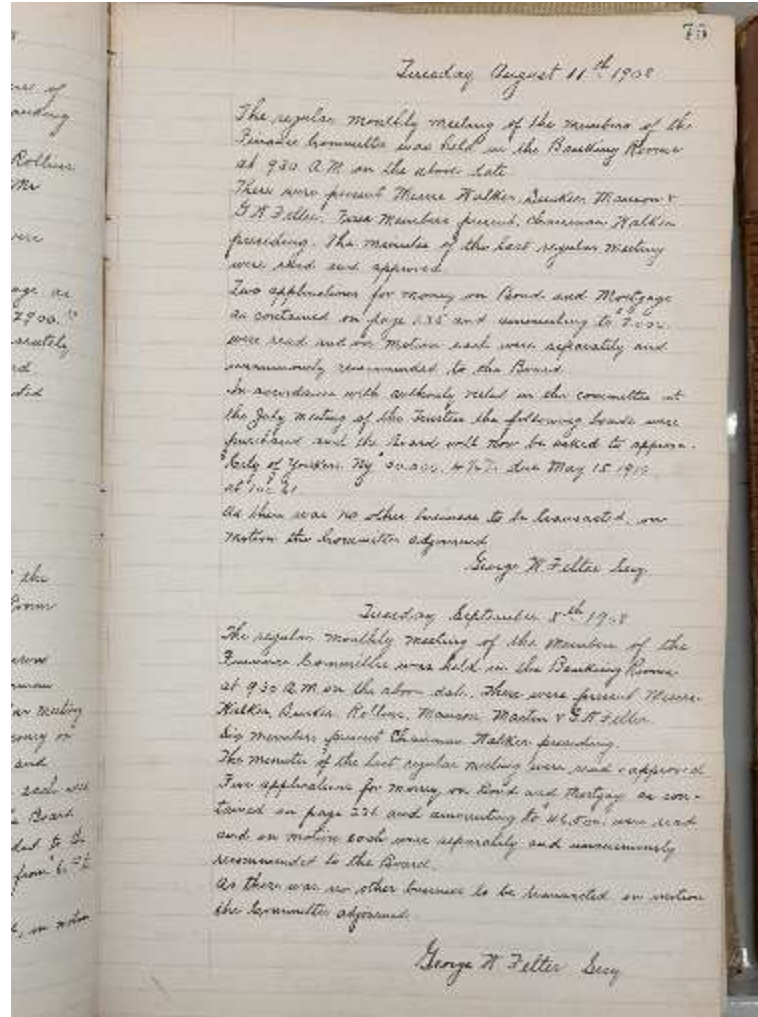 75
Tuesday August 11th 1908
The regular monthly meeting of the members of the
Finance Committee was held in the Banking Rooms
at 9.30 A.M. on the above date
There were present Messrs Walker, Dusker, Manson &
G W Felter. Four Members present, Chairman Walker
presiding. The minutes of the last regular meeting
were read and approved.
Two applications for money on Bond and Mortgage
as contained on page 235 and amounting to
were read and on motion each were separately and
unanimously recommended to the Board.
In accordance with authority vested in the committee at
the July meeting of the Trustees the following bonds were
purchased and the Board will now be asked to approve.
City of Yonkers Ny due May 15
at
As there was no other business to be transacted, on
motion the Committee adjourned
George W Felter Secy
Tuesday September 8th 1908
The regular monthly meeting of the Members of the
Finance Committee was held in the Banking Rooms
at 9.30 A M on the above date. There were present Messrs
Walker, Rollins, Manson Martin & G W Felter
Six members present Chairman Walker presiding.
The minutes of the last regular meeting were read & approved
Five applications for money on Bond and Mortgage as con-
tained on page 236 and amounting to were read
and on motion each were separately and unanimously
recommended to the Board.
As there was no other business to be transacted on motion
the Committee adjourned.
George W Felter Secy